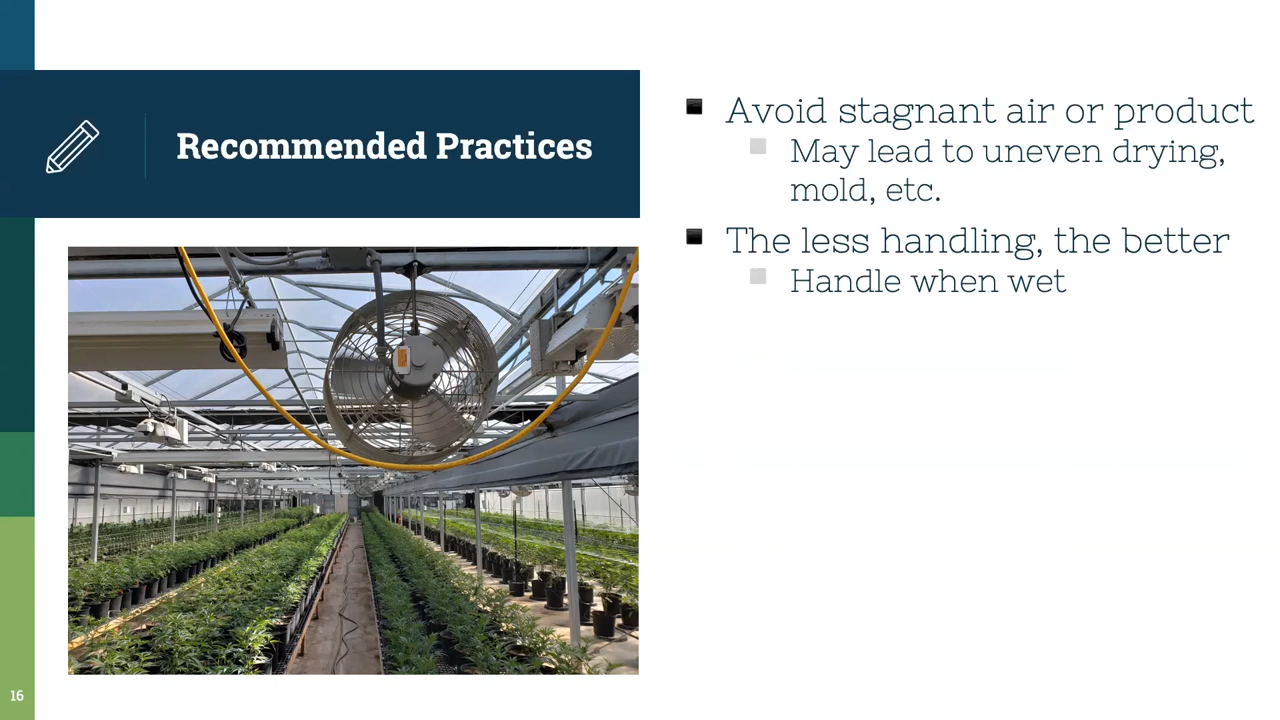 Recommended Practices
Avoid stagnant air or product
May lead to uneven drying,
mold, etc.
The less handling, the better
Handle when wet
16